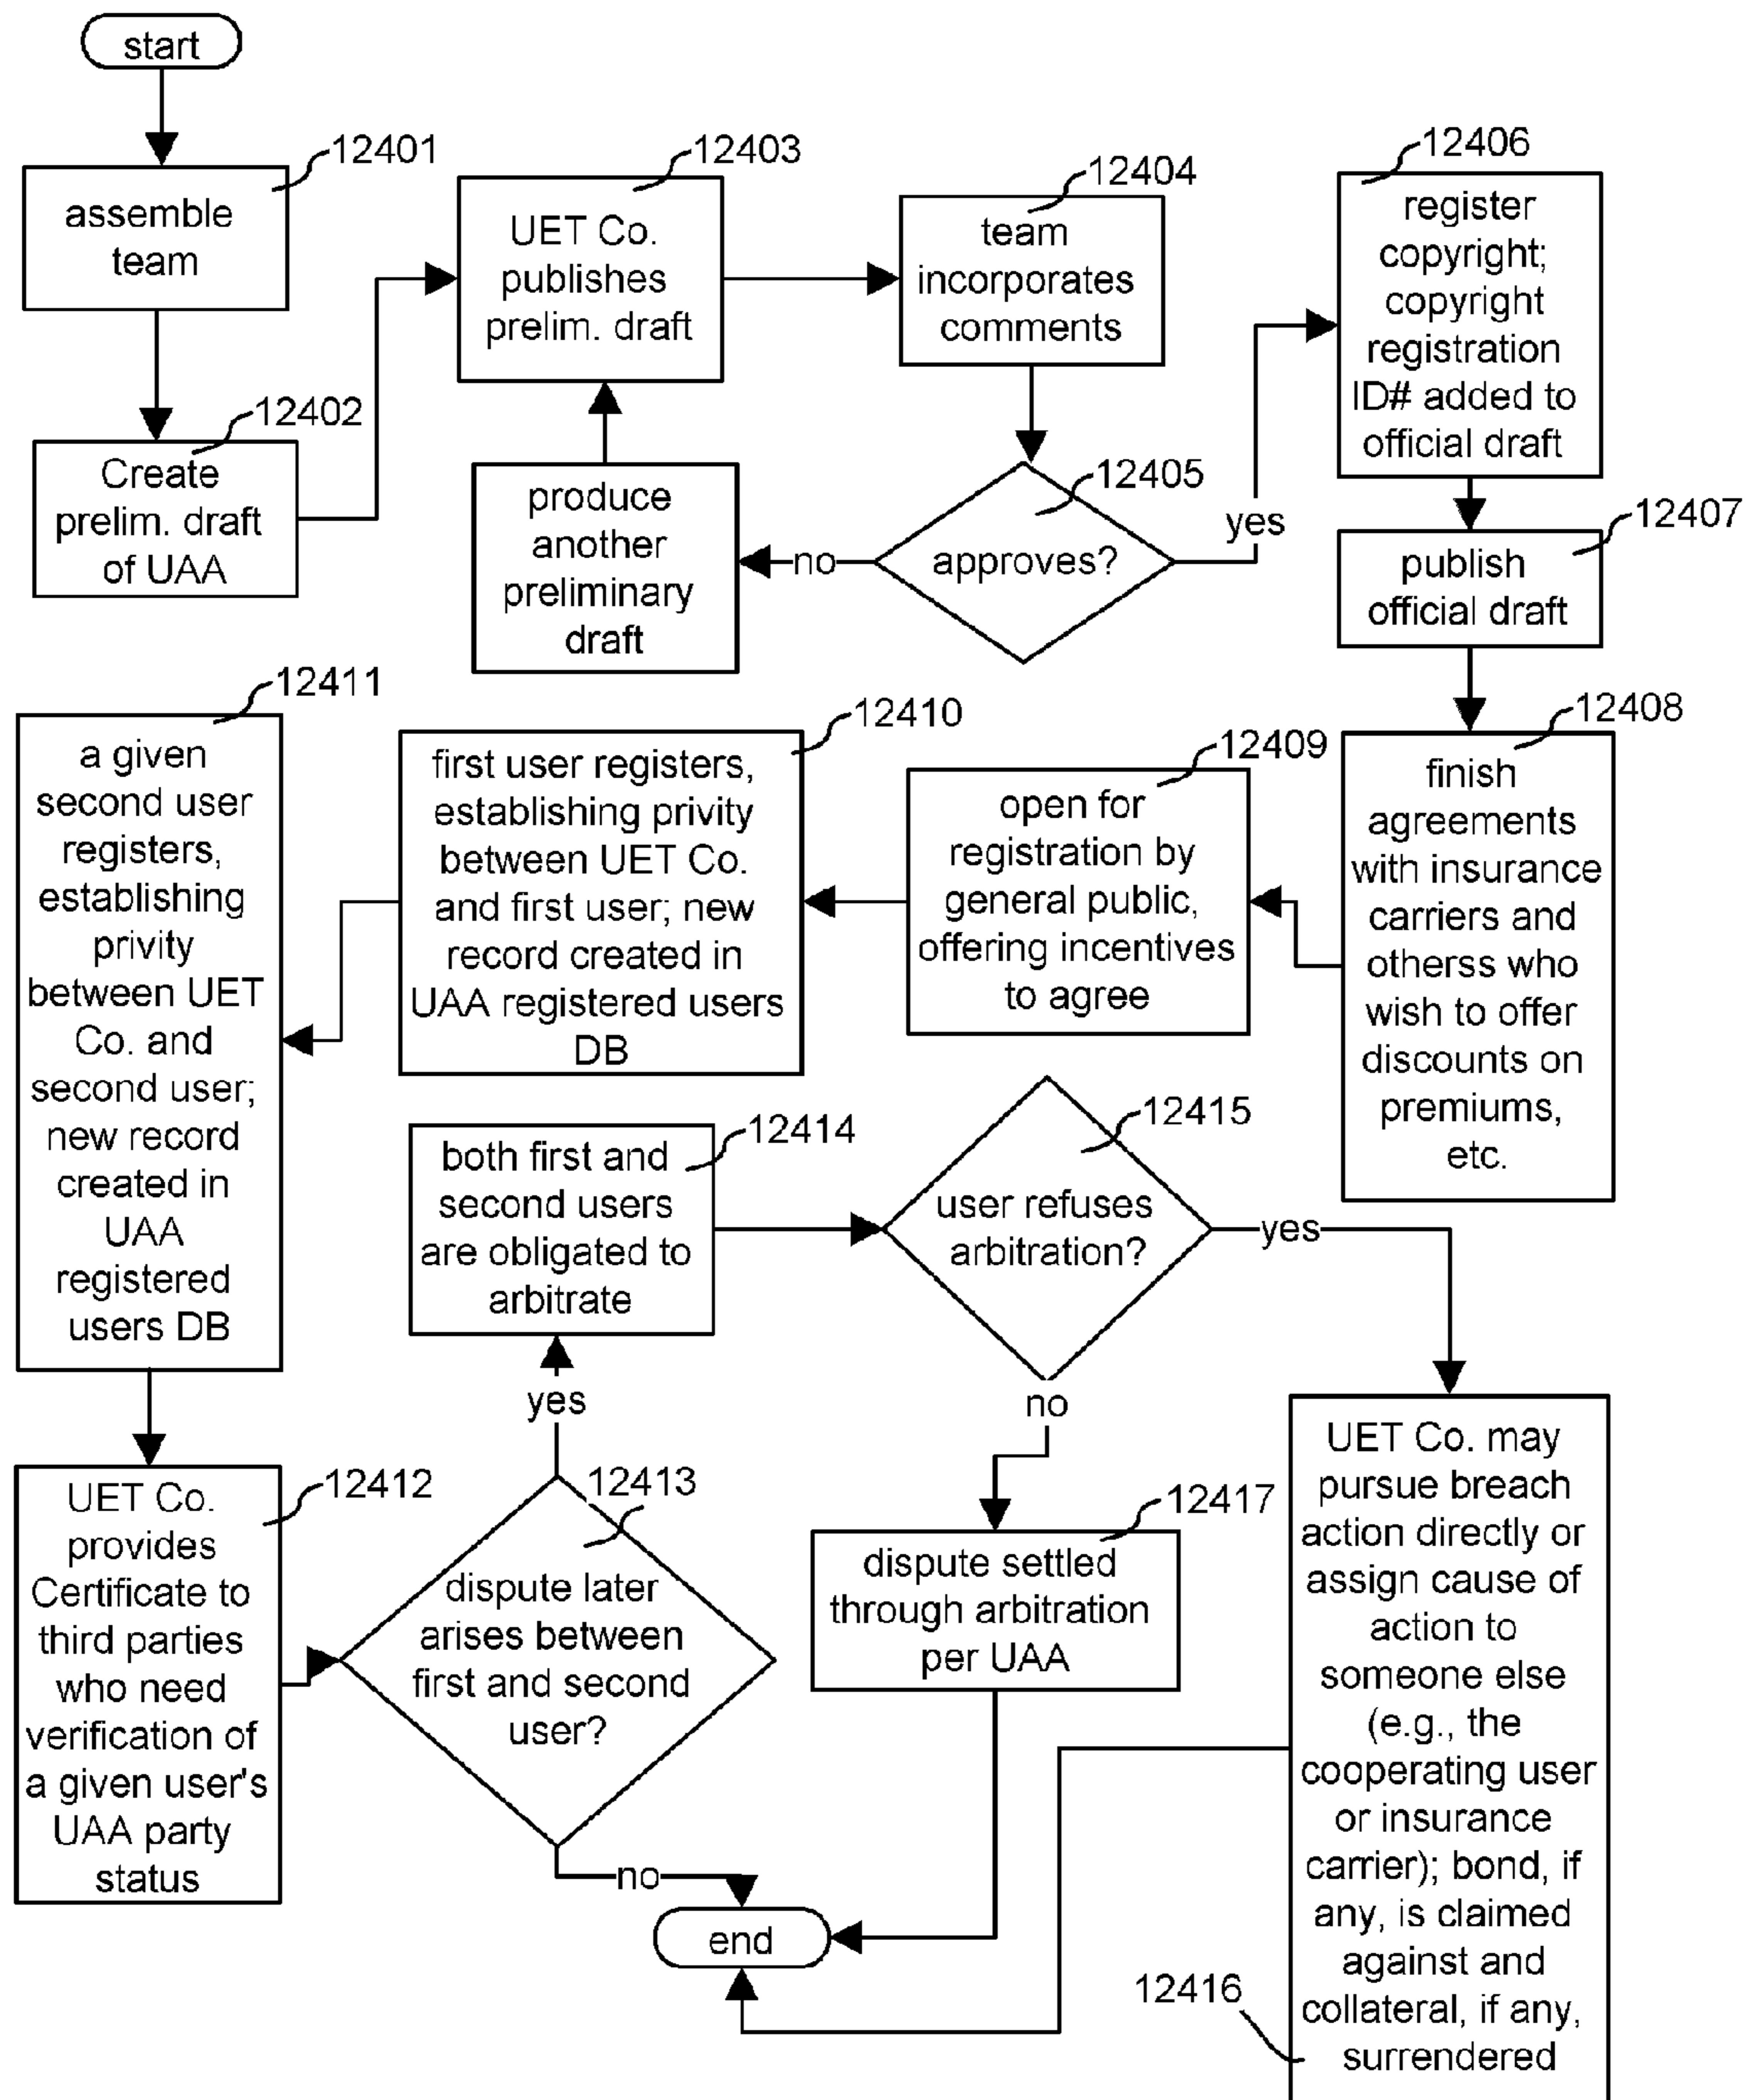 start
12401
assemble
team
12402
Create
prelim. draft
of UAA
12403
UET Co.
publishes
prelim. draft
12404
team
incorporates
comments
12405
approves?
no
produce
another
preliminary
draft
yes
12406
register
copyright;
copyright
registration
ID# added to
official draft
12407
publish
official draft
12408
finish
agreements
with insurance
carriers and
otherss who
wish to offer
discounts on
premiums,
etc.
12409
open for
registration by
general public,
offering incentives
to agree
12410
first user registers,
establishing privity
between UET Co.
and first user; new
record created in
UAA registered users
DB
12411
a given
second user
registers,
establishing
privity
between UET
Co. and
second user;
new record
created in
UAA
registered
users DB
12412
UET Co.
provides
Certificate to
third parties
who need
verification of
a given user's
UAA party
status
12413
dispute later
arises between
first and second
user?
yes
no
12414
both first and
second users
are obligated to
arbitrate
12415
user refuses
arbitration?
yes
no
12416
UET Co. may
pursue breach
action directly or
assign cause of
action to
someone else
(e.g., the
cooperating user
or insurance
carrier); bond, if
any, is claimed
against and
collateral, if any,
surrendered
12417
dispute settled
through arbitration
per UAA
end